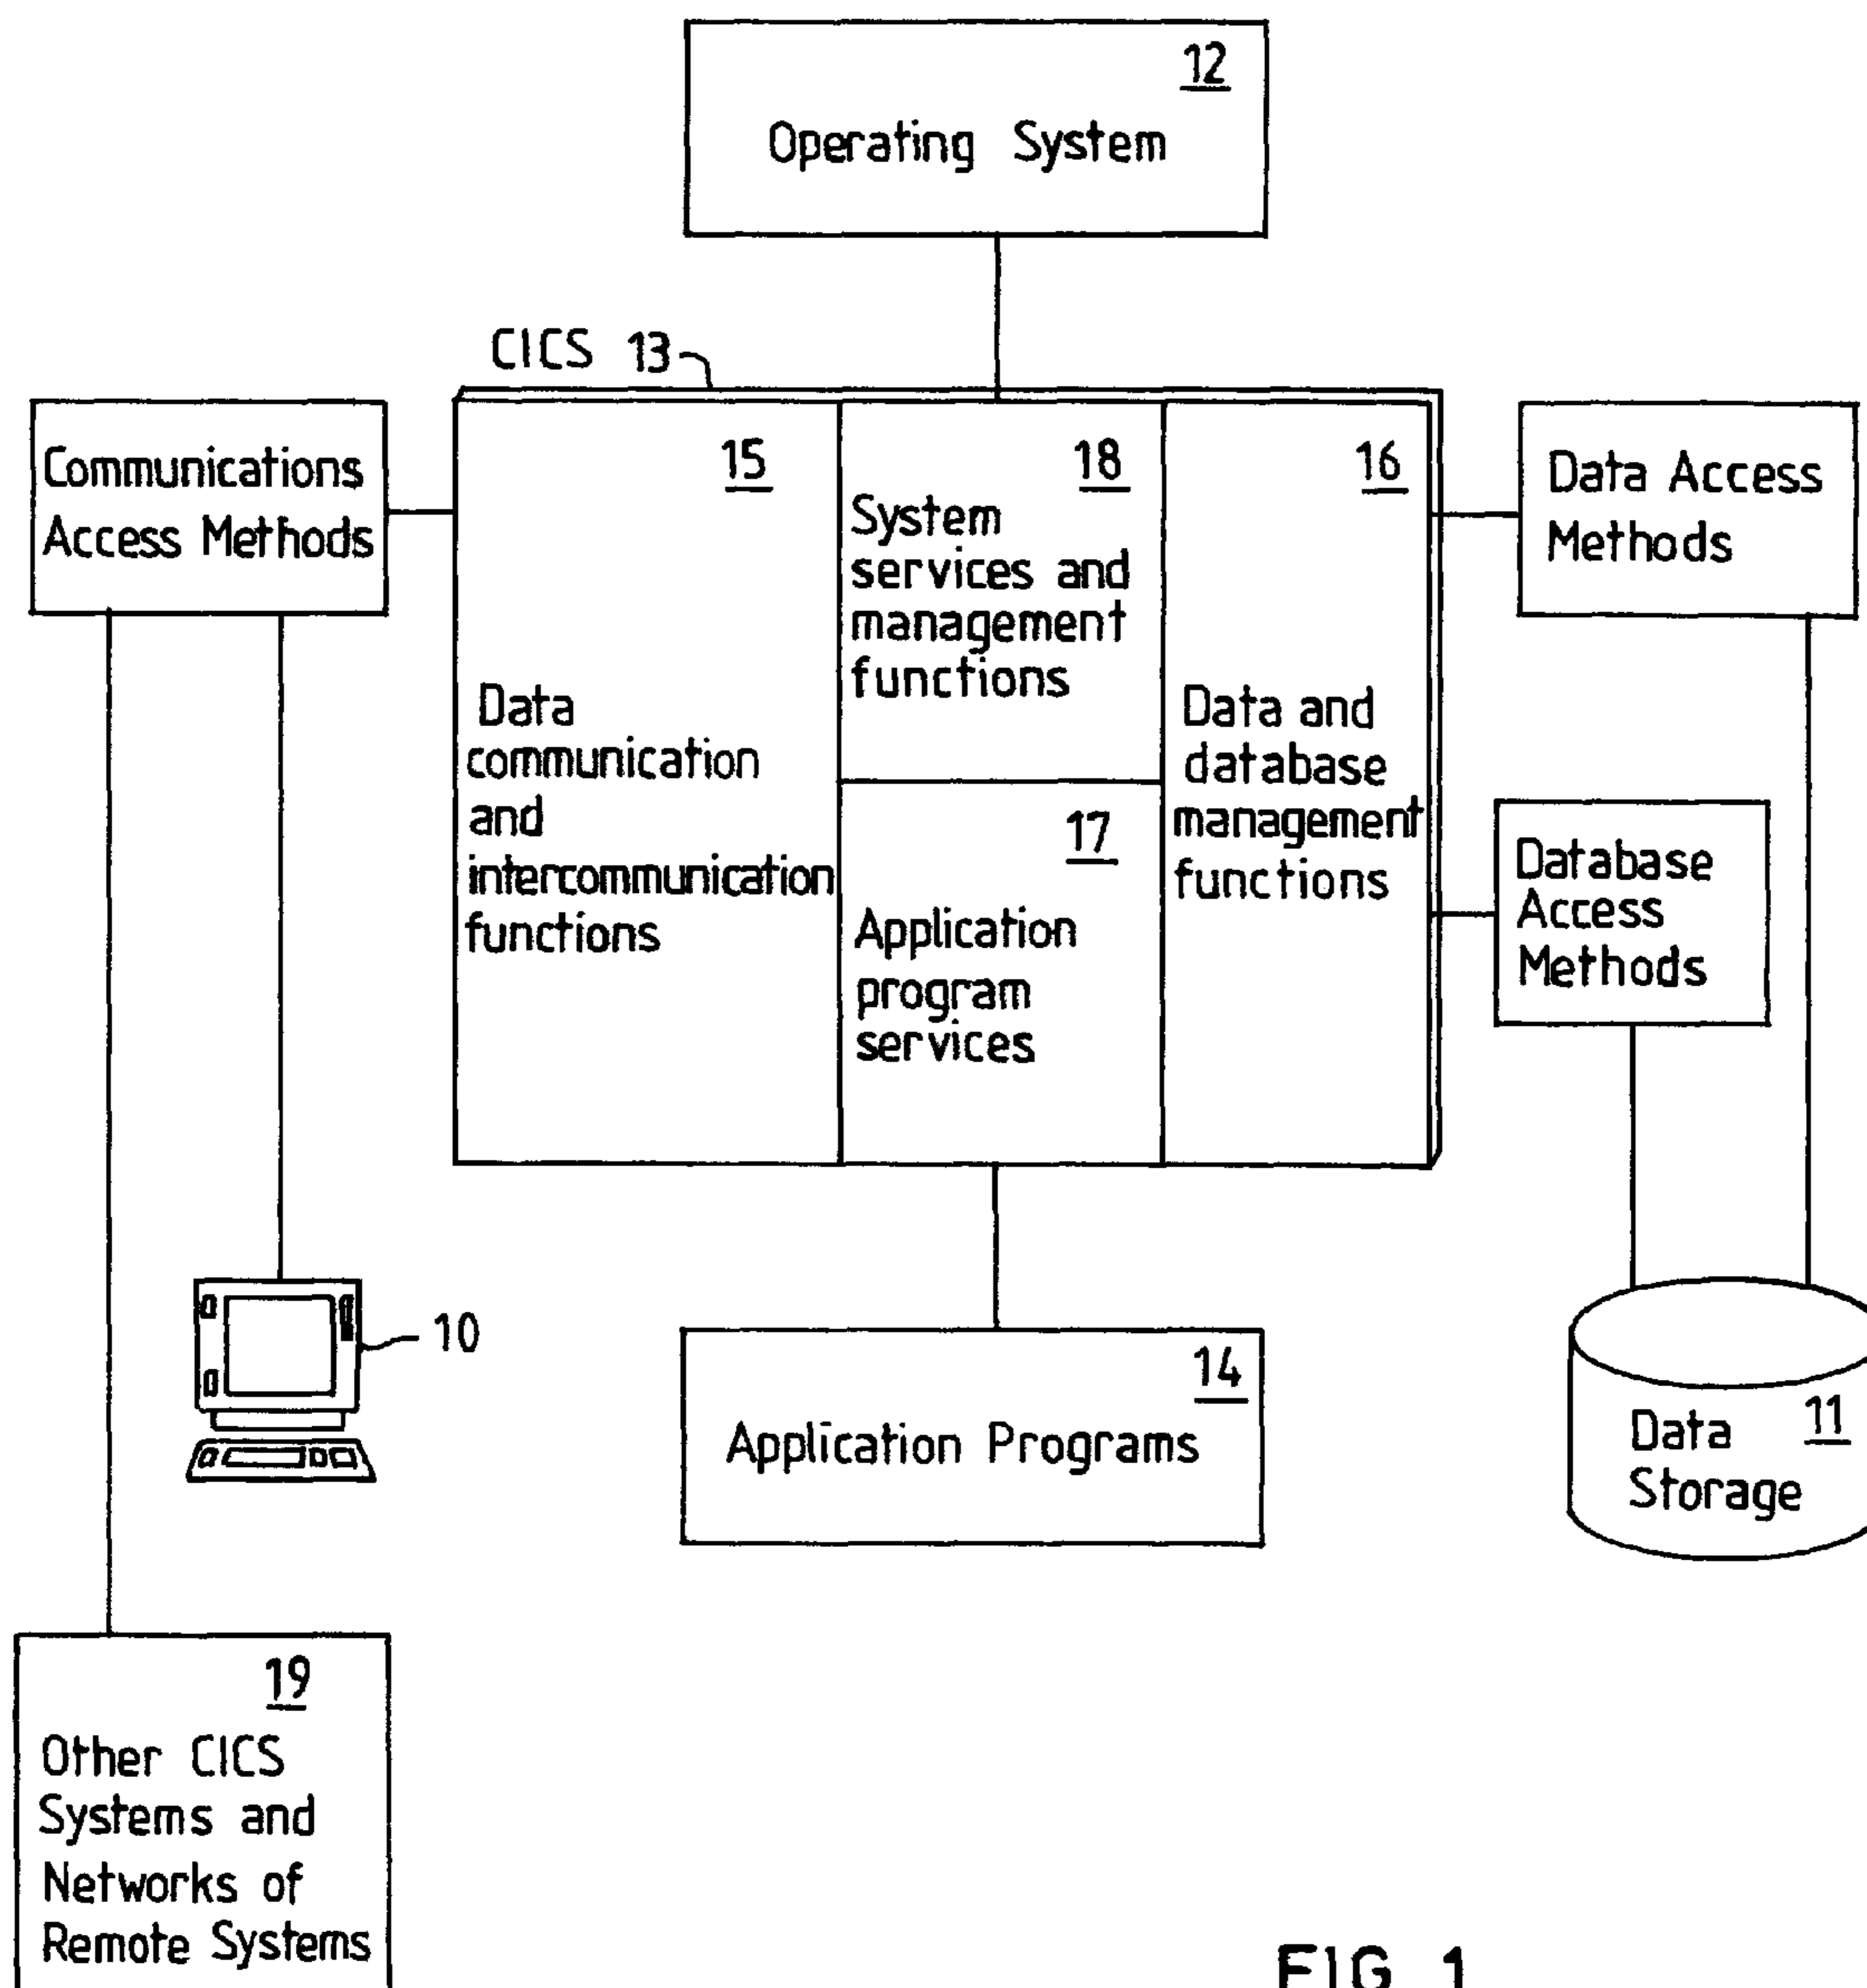 12
Operating System
CICS 13
Communications
Access Methods
15
Data
communication
and
intercommunication
functions
18
System
services and
management
functions
17
Application
program
services
16
Data and
database
management
functions
Data Access
Methods
Database
Access
Methods
10
14
Application Programs
11
Data
Storage
19
Other CICS
Systems and
Networks of
Remote Systems
FIG. 1